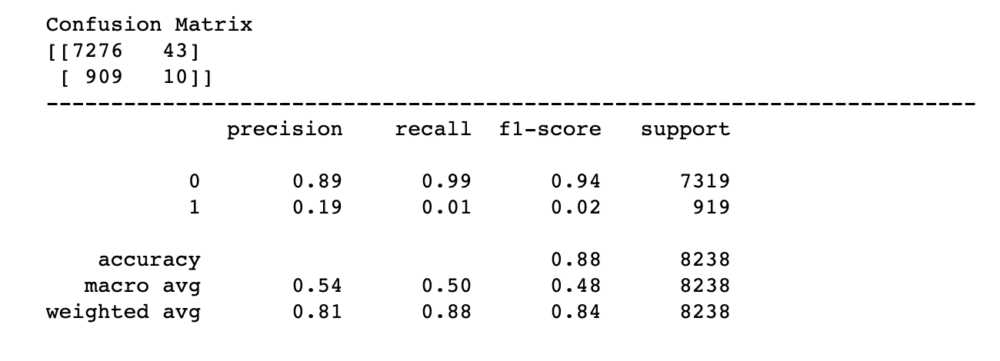 Confusion Matrix
[[7276   43]
 [ 909   10]]
------------------------------------------------------------------------
              precision    recall  f1-score   support

           0       0.89      0.99      0.94      7319
           1       0.19      0.01      0.02       919

    accuracy                           0.88      8238
   macro avg       0.54      0.50      0.48      8238
weighted avg       0.81      0.88      0.84      8238